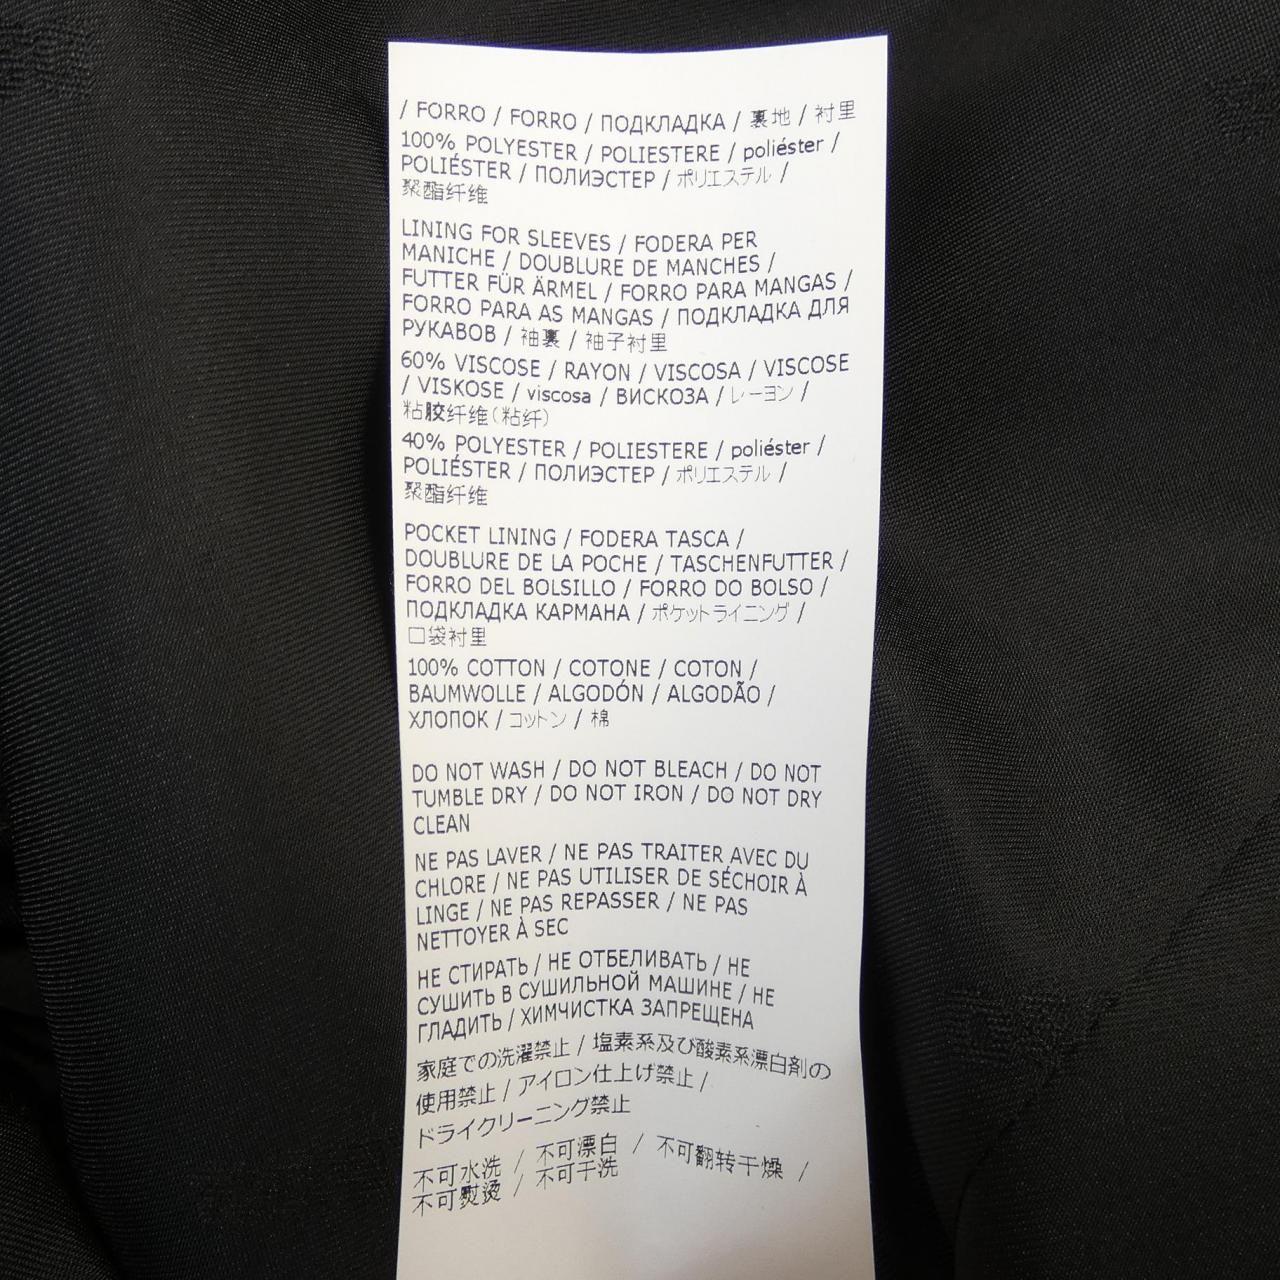 / FORRO / FORRO / ПОДКЛАДКА / 裏地 / 衬里
100% POLYESTER / POLIESTERE / poliéster /
POLIÉSTER / ПОЛИЭСТЕР / ポリエステル /
聚酯纤维
LINING FOR SLEEVES / FODERA PER
MANICHE / DOUBLURE DE MANCHES /
FUTTER FÜR ÄRMEL / FORRO PARA MANGAS /
FORRO PARA AS MANGAS / ПОДКЛАДКА ДЛЯ
РУКАВОВ / 袖裏 / 袖子衬里
60% VISCOSE / RAYON / VISCOSA / VISCOSE
/ VISKOSE / viscosa / ВИСКОЗА / レーヨン /
粘胶纤维(粘纤)
40% POLYESTER / POLIESTERE / poliéster /
POLIÉSTER / ПОЛИЭСТЕР / ポリエステル /
聚酯纤维
POCKET LINING / FODERA TASCA /
DOUBLURE DE LA POCHE / TASCHENFUTTER /
FORRO DEL BOLSILLO / FORRO DO BOLSO /
ПОДКЛАДКА КАРМАНА / ポケットライニング /
口袋衬里
100% COTTON / COTONE / COTON /
BAUMWOLLE / ALGODÓN / ALGODÃO /
ХЛОПОК / コットン / 棉
DO NOT WASH / DO NOT BLEACH / DO NOT
TUMBLE DRY / DO NOT IRON / DO NOT DRY
CLEAN
NE PAS LAVER / NE PAS TRAITER AVEC DU
CHLORE / NE PAS UTILISER DE SÉCHOIR À
LINGE / NE PAS REPASSER / NE PAS
NETTOYER À SEC
НЕ СТИРАТЬ / НЕ ОТБЕЛИВАТЬ / НЕ
СУШИТЬ В СУШИЛЬНОЙ МАШИНЕ / НЕ
ГЛАДИТЬ / ХИМЧИСТКА ЗАПРЕЩЕНА
家庭での洗濯禁止 / 塩素系及び酸素系漂白剤の
使用禁止 / アイロン仕上げ禁止 /
ドライクリーニング禁止
不可水洗 / 不可漂白 / 不可翻转干燥 /
不可熨烫 / 不可干洗